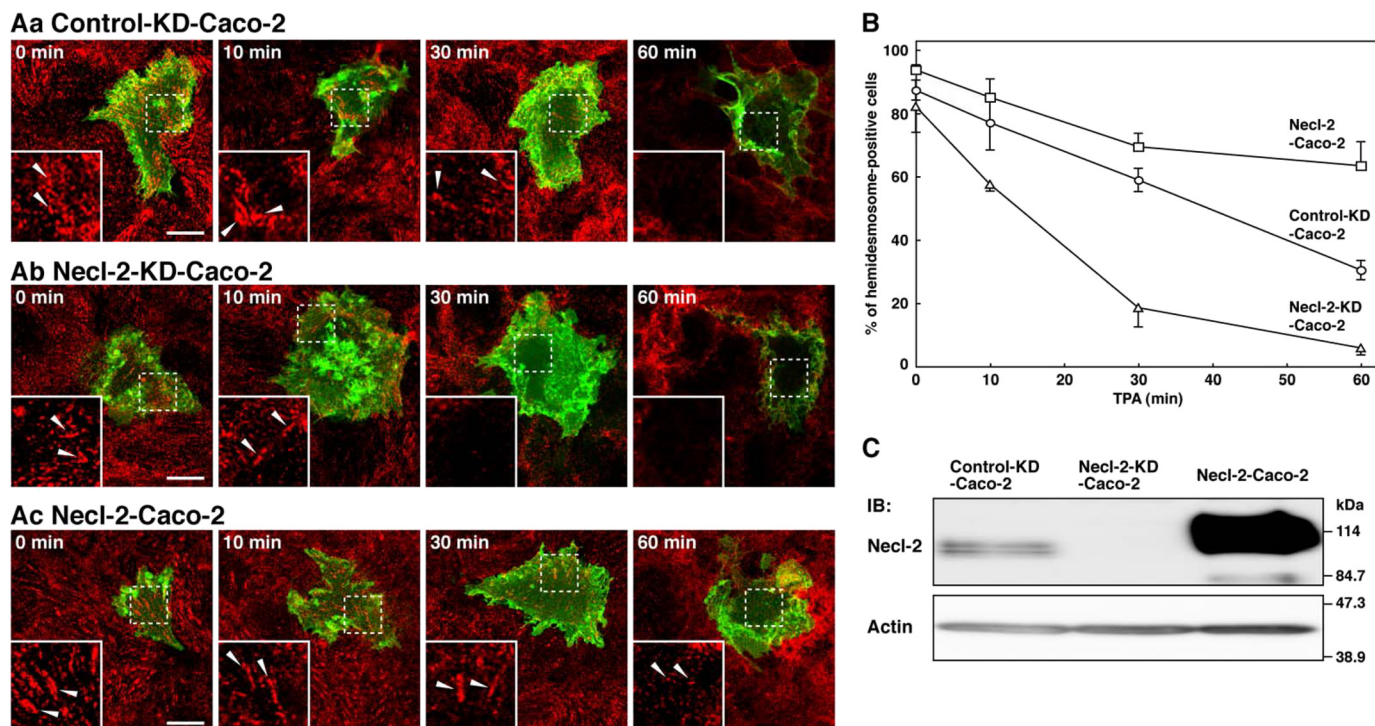 Aa Control-KD-Caco-2
0 min
10 min
30 min
60 min
Ab Necl-2-KD-Caco-2
0 min
10 min
30 min
60 min
Ac Necl-2-Caco-2
0 min
10 min
30 min
60 min
B
% of hemidesmosome-positive cells
100
80
60
40
20
0
0
10
20
30
40
50
60
TPA (min)
Necl-2
-Caco-2
Control-KD
-Caco-2
Necl-2-KD
-Caco-2
C
Control-KD
-Caco-2
Necl-2-KD
-Caco-2
Necl-2-Caco-2
IB:
kDa
Necl-2
114
84.7
Actin
47.3
38.9